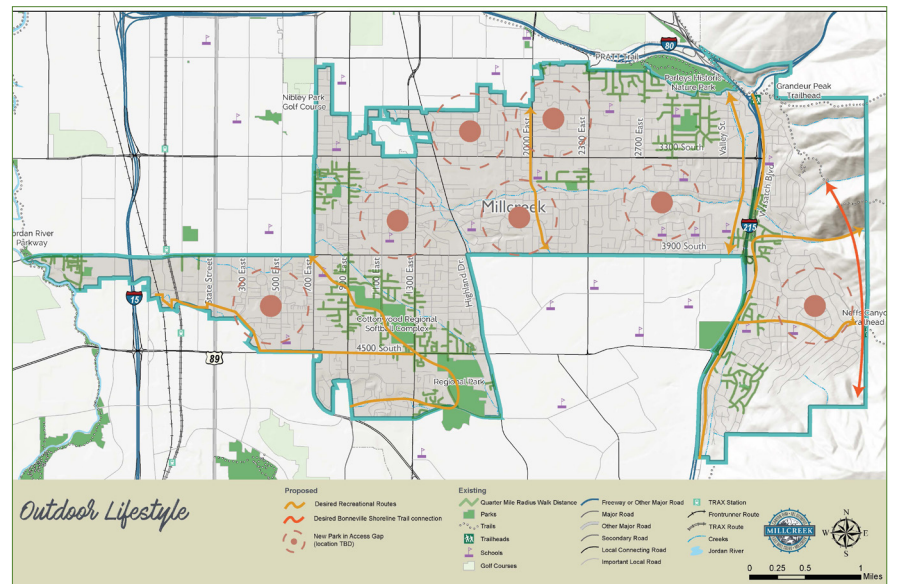 80
PRATT Trail
Parleys Historic
Nature Park
Grandeur Peak
Trailhead
Nibley Park
Golf Course
2000 East
2300 East
2700 East
3300 South
Valley St.
Wasatch Blvd
Millcreek
215
3900 South
Jordan River
Parkway
State Street
300 East
500 East
700 East
900 East
1100 East
1300 East
Highland Dr.
15
89
Cottonwood Regional
Softball Complex
4500 South
Regional Park
Neffs Canyon
Trailhead
Outdoor Lifestyle
Proposed
Desired Recreational Routes
Desired Bonneville Shoreline Trail connection
New Park in Access Gap
(location TBD)
Existing
Quarter Mile Radius Walk Distance
Parks
Trails
Trailheads
Schools
Golf Courses
Freeway or Other Major Road
Major Road
Other Major Road
Secondary Road
Local Connecting Road
Important Local Road
TRAX Station
Frontrunner Route
TRAX Route
Creeks
Jordan River
MILLCREEK
N
W
E
S
0 0.25 0.5 1
Miles